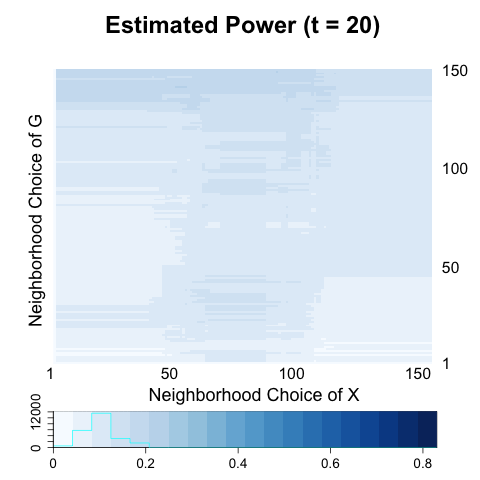 Estimated Power (t = 20)
Neighborhood Choice of G
150
100
50
1
1 50 100 150
Neighborhood Choice of X
0 12000
0 0.2 0.4 0.6 0.8